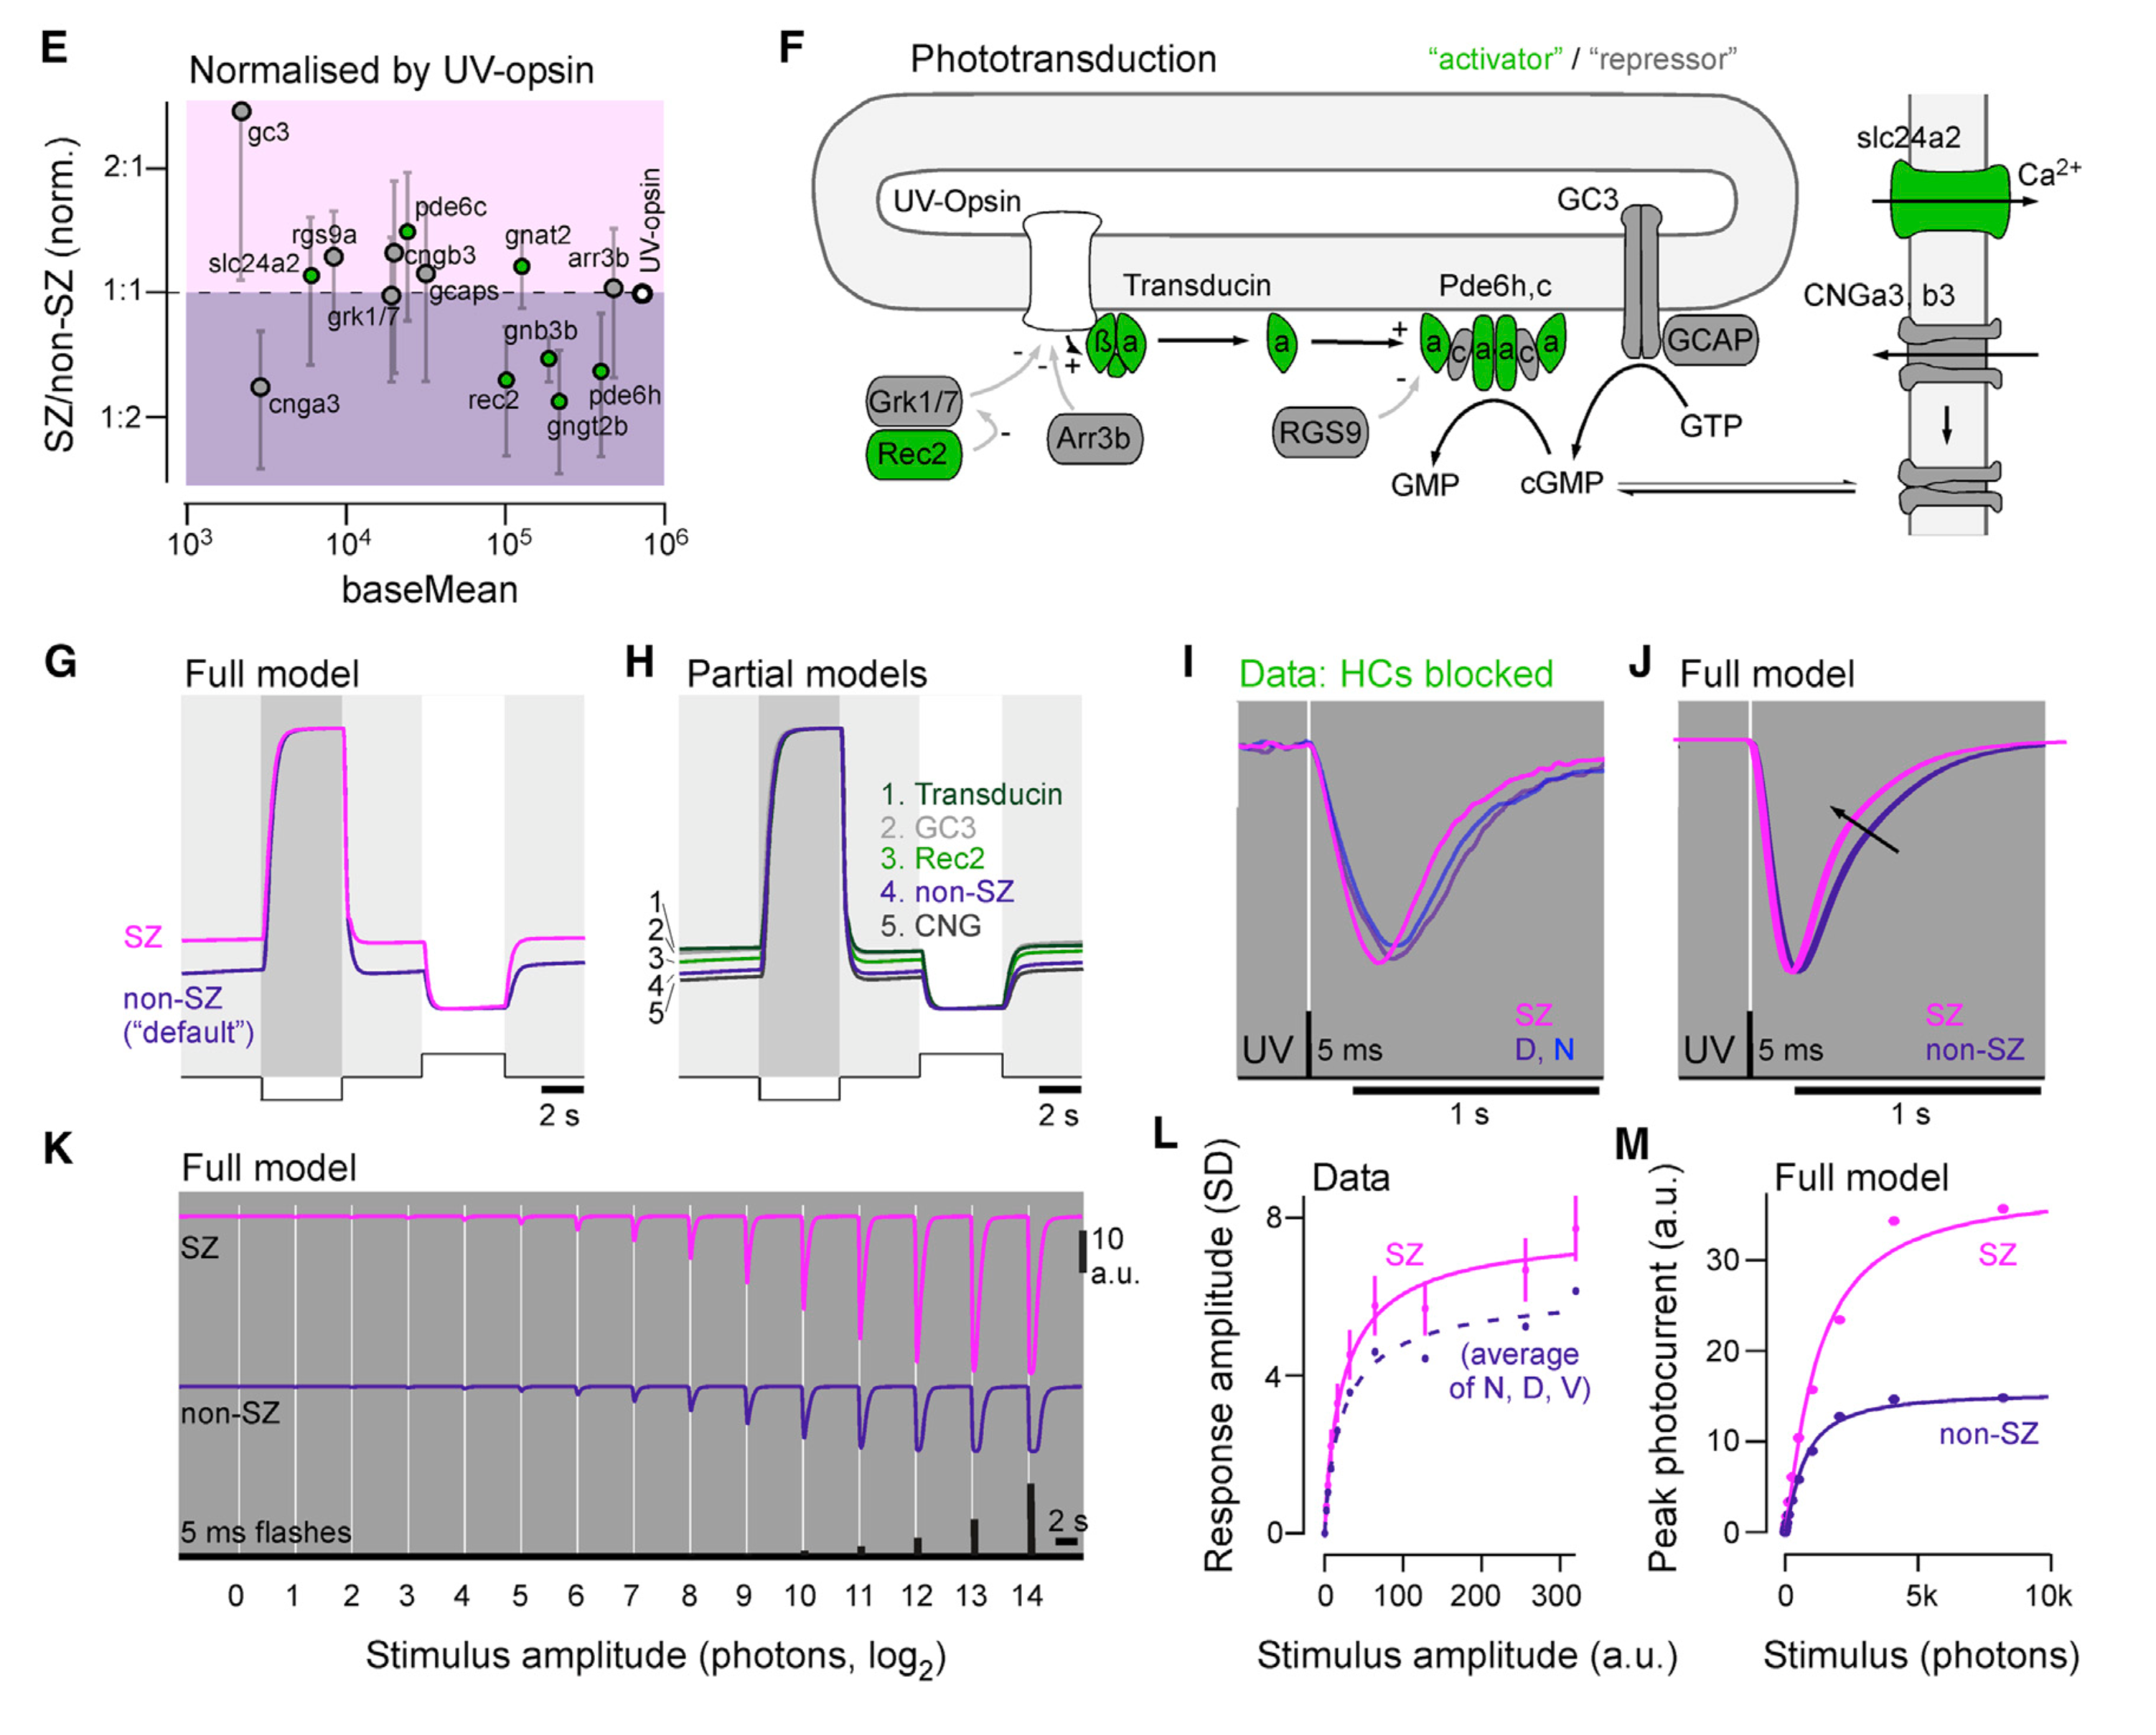 E
Normalised by UV-opsin
SZ/non-SZ (norm.)
2:1
1:1
1:2
gc3
pde6c
rgs9a
slc24a2
cngb3
gcaps
grk1/7
gnat2
arr3b
UV-opsin
gnb3b
rec2
pde6h
gngt2b
cnga3
10³
10⁴
10⁵
10⁶
baseMean
F
Phototransduction
“activator” / “repressor”
UV-Opsin
GC3
slc24a2
Ca²⁺
Transducin
Pde6h,c
CNGa3, b3
ß a
a
a c a a c a
GCAP
+
-
-
+
-
-
Grk1/7
Rec2
Arr3b
RGS9
GTP
GMP
cGMP
G
Full model
SZ
non-SZ
(“default”)
2 s
H
Partial models
1. Transducin
2. GC3
3. Rec2
4. non-SZ
5. CNG
1
2
3
4
5
2 s
I
Data: HCs blocked
SZ
D, N
UV
5 ms
1 s
J
Full model
SZ
non-SZ
UV
5 ms
1 s
K
Full model
SZ
10
a.u.
non-SZ
5 ms flashes
2 s
0 1 2 3 4 5 6 7 8 9 10 11 12 13 14
Stimulus amplitude (photons, log₂)
L
Data
Response amplitude (SD)
8
4
0
SZ
(average
of N, D, V)
0 100 200 300
Stimulus amplitude (a.u.)
M
Full model
Peak photocurrent (a.u.)
30
20
10
0
SZ
non-SZ
0 5k 10k
Stimulus (photons)